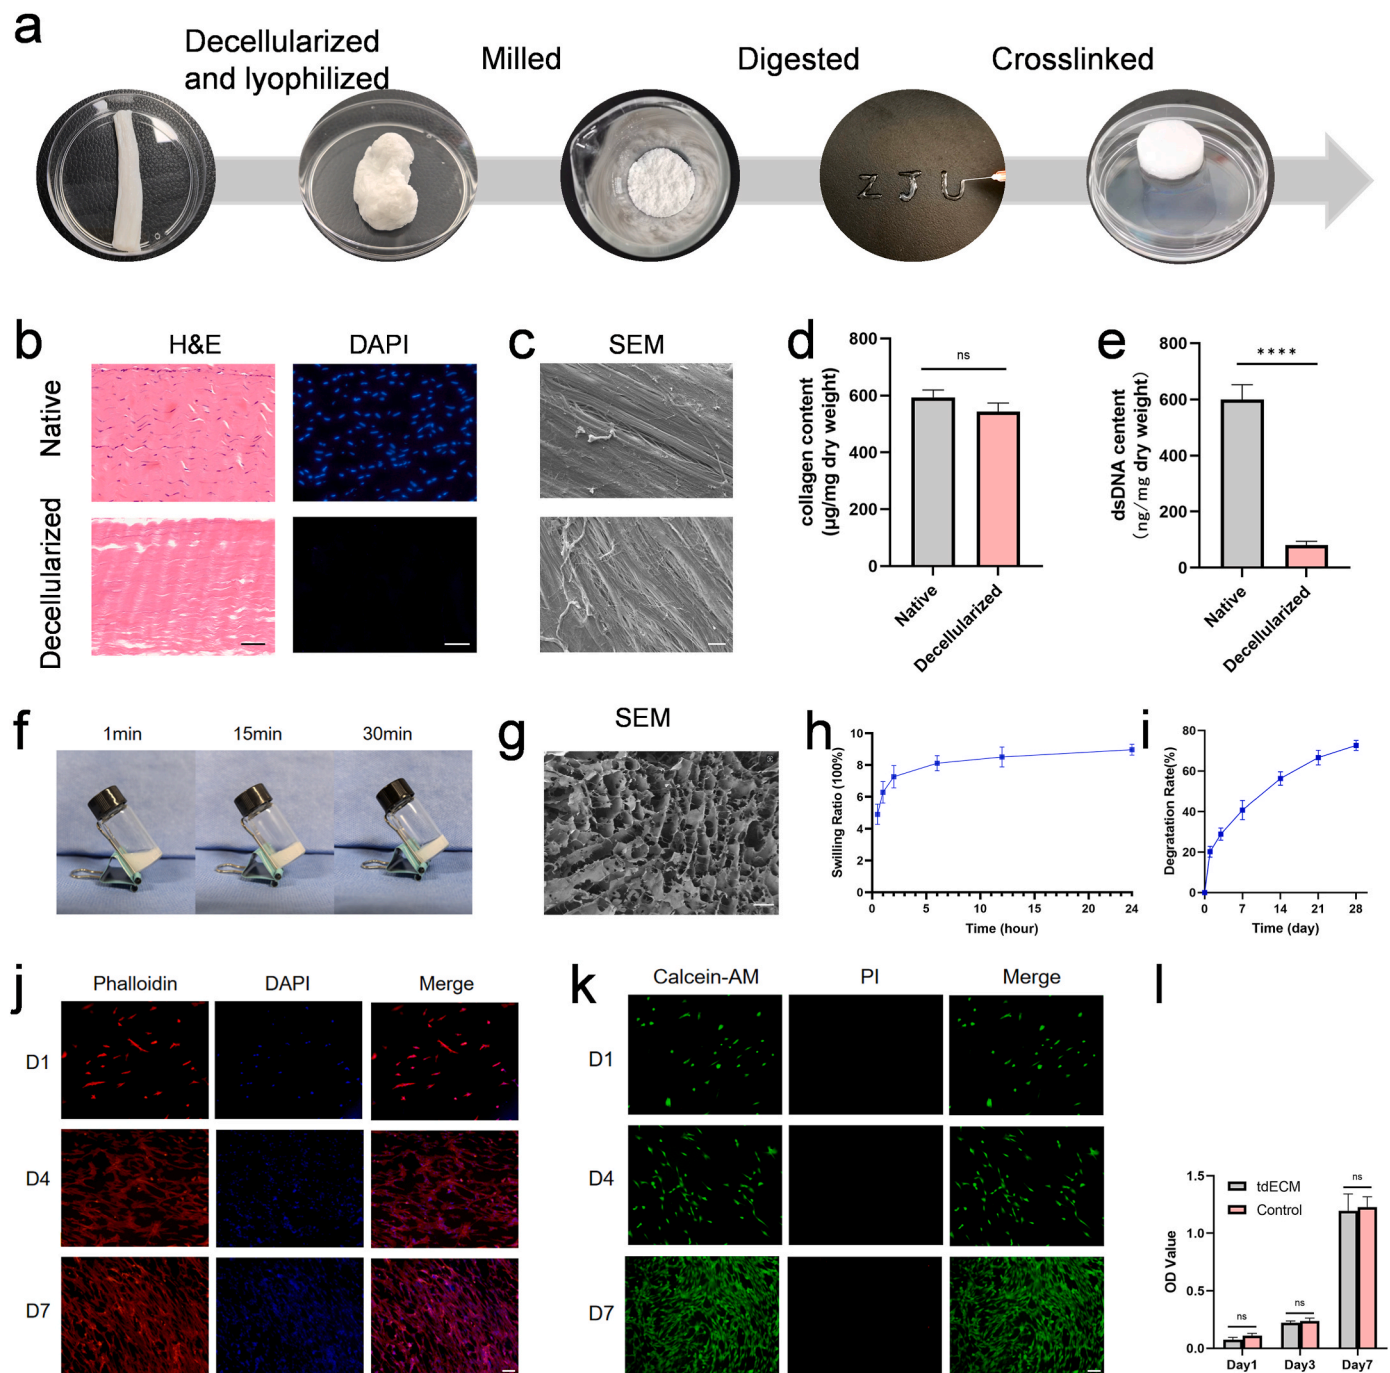 a
Decellularized
and lyophilized
Milled
Digested
Crosslinked
Z J U
b
H&E
DAPI
Native
Decellularized
c
SEM
d
800
600
400
200
0
collagen content
(μg/mg dry weight)
ns
Native
Decellularized
e
800
600
400
200
0
dsDNA content
(ng/mg dry weight)
****
Native
Decellularized
f
1min
15min
30min
g
SEM
h
10
8
6
4
2
0
Swilling Ratio (100%)
0 5 10 15 20 24
Time (hour)
i
80
60
40
20
0
Degratation Rate(%)
0 7 14 21 28
Time (day)
j
Phalloidin
DAPI
Merge
D1
D4
D7
k
Calcein-AM
PI
Merge
D1
D4
D7
l
1.5
1.0
0.5
0.0
OD Value
tdECM
Control
ns
ns
ns
Day1
Day3
Day7